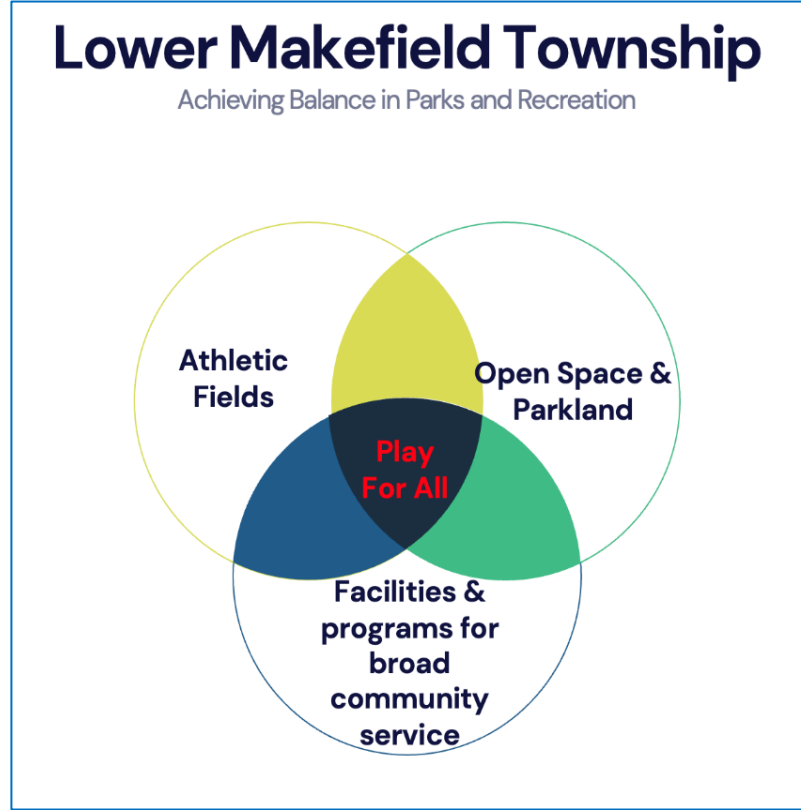 Lower Makefield Township
Achieving Balance in Parks and Recreation
Athletic
Fields
Open Space &
Parkland
Play
For All
Facilities &
programs for
broad
community
service